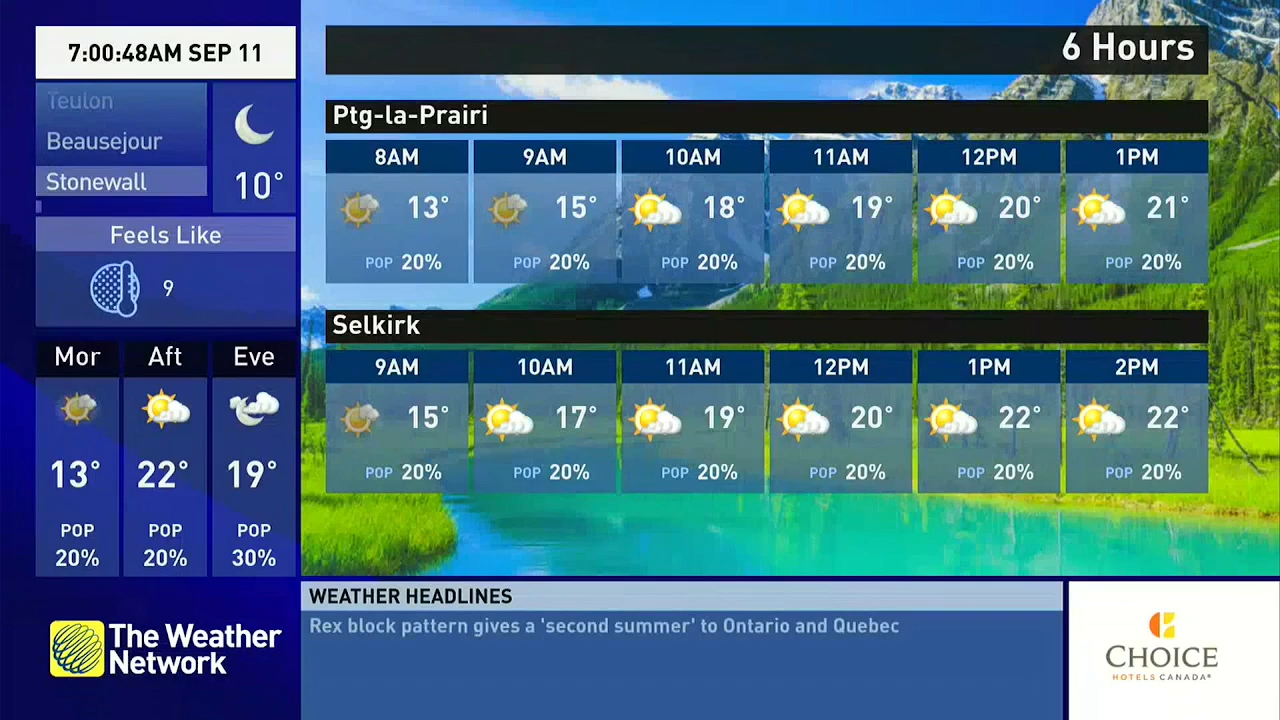 7:00:48AM SEP 11
Teulon
Beausejour
Stonewall
10°
Feels Like
9
Mor Aft Eve
13° 22° 19°
POP POP POP
20% 20% 30%
The Weather
Network
6 Hours
Ptg-la-Prairi
8AM 9AM 10AM 11AM 12PM 1PM
13° 15° 18° 19° 20° 21°
POP 20% POP 20% POP 20% POP 20% POP 20% POP 20%
Selkirk
9AM 10AM 11AM 12PM 1PM 2PM
15° 17° 19° 20° 22° 22°
POP 20% POP 20% POP 20% POP 20% POP 20% POP 20%
WEATHER HEADLINES
Rex block pattern gives a 'second summer' to Ontario and Quebec
CHOICE
HOTELS CANADA®